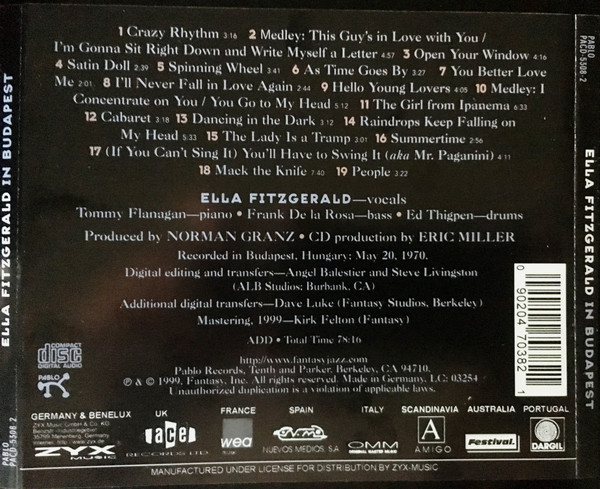 1 Crazy Rhythm 3:16 2 Medley: This Guy's in Love with You /
I'm Gonna Sit Right Down and Write Myself a Letter 4:57 3 Open Your Window 4:16
4 Satin Doll 2:39 5 Spinning Wheel 3:41 6 As Time Goes By 3:27 7 You Better Love
Me 2:01 8 I'll Never Fall in Love Again 2:44 9 Hello Young Lovers 4:05 10 Medley: I
Concentrate on You / You Go to My Head 5:12 11 The Girl from Ipanema 6:33
12 Cabaret 3:18 13 Dancing in the Dark 3:12 14 Raindrops Keep Falling on
My Head 5:33 15 The Lady Is a Tramp 3:01 16 Summertime 2:56
17 (If You Can't Sing It) You'll Have to Swing It (aka Mr. Paganini) 4:11
18 Mack the Knife 7:40 19 People 3:22
ELLA FITZGERALD—vocals
Tommy Flanagan—piano • Frank De la Rosa—bass • Ed Thigpen—drums
Produced by NORMAN GRANZ • CD production by ERIC MILLER
Recorded in Budapest, Hungary: May 20, 1970.
Digital editing and transfers—Angel Balestier and Steve Livingston
(ALB Studios; Burbank, CA)
Additional digital transfers—Dave Luke (Fantasy Studios, Berkeley)
Mastering, 1999—Kirk Felton (Fantasy)
ADD • Total Time 78:16
http://www.fantasyjazz.com
Pablo Records, Tenth and Parker, Berkeley, CA 94710.
℗ & © 1999, Fantasy, Inc. All rights reserved. Made in Germany. LC: 03254
Unauthorized duplication is a violation of applicable laws.
COMPACT
disc
DIGITAL AUDIO
PABLO
0 90204 70382 1
GERMANY & BENELUX
ZYX Music GmbH & Co. KG
ZYX
MUSIC
UK
ace
RECORDS LTD
FRANCE
wea
SPAIN
NUEVOS MEDIOS, S.A.
ITALY
OMM
SCANDINAVIA
A
AMIGO
AUSTRALIA
Festival.
PORTUGAL
DARGIL
MANUFACTURED UNDER LICENSE FOR DISTRIBUTION BY ZYX-MUSIC
ELLA FITZGERALD IN BUDAPEST
PABLO
PACD-5308-2
PABLO
PACD-5308-2
ELLA FITZGERALD IN BUDAPEST